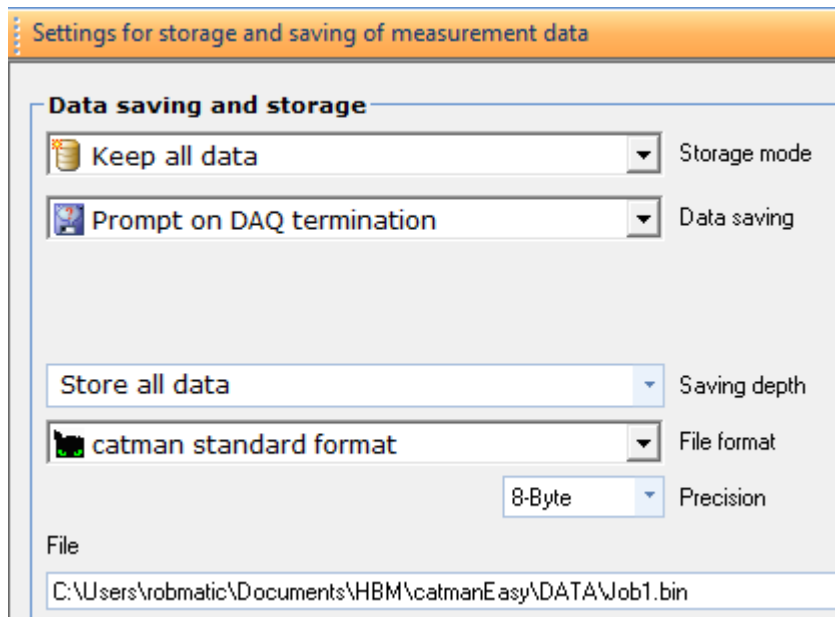 Settings for storage and saving of measurement data
Data saving and storage
Keep all data Storage mode
Prompt on DAQ termination Data saving
Store all data Saving depth
catman standard format File format
8-Byte Precision
File
C:\Users\robmatic\Documents\HBM\catmanEasy\DATA\Job1.bin